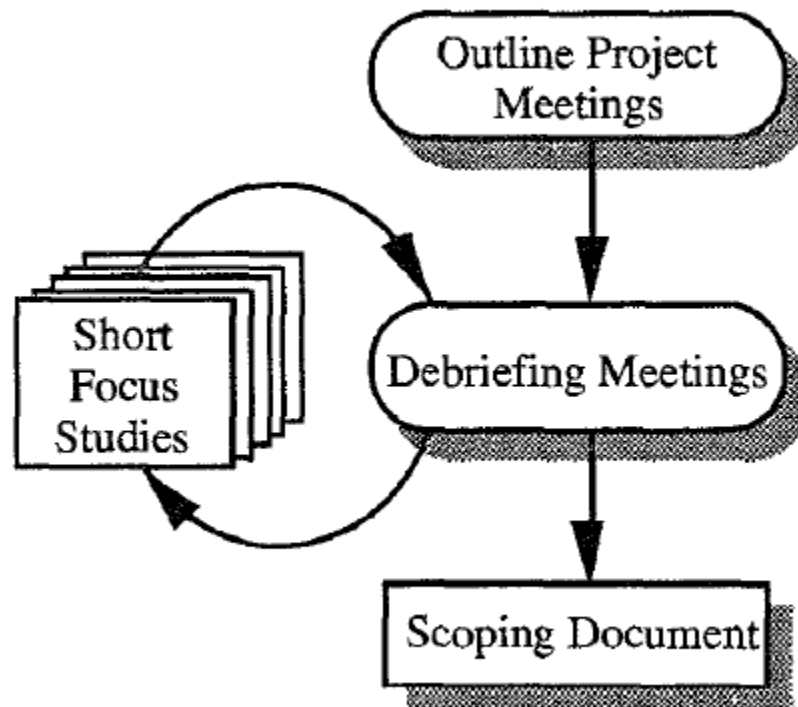 Outline Project
Meetings
Short
Focus
Studies
Debriefing Meetings
Scoping Document